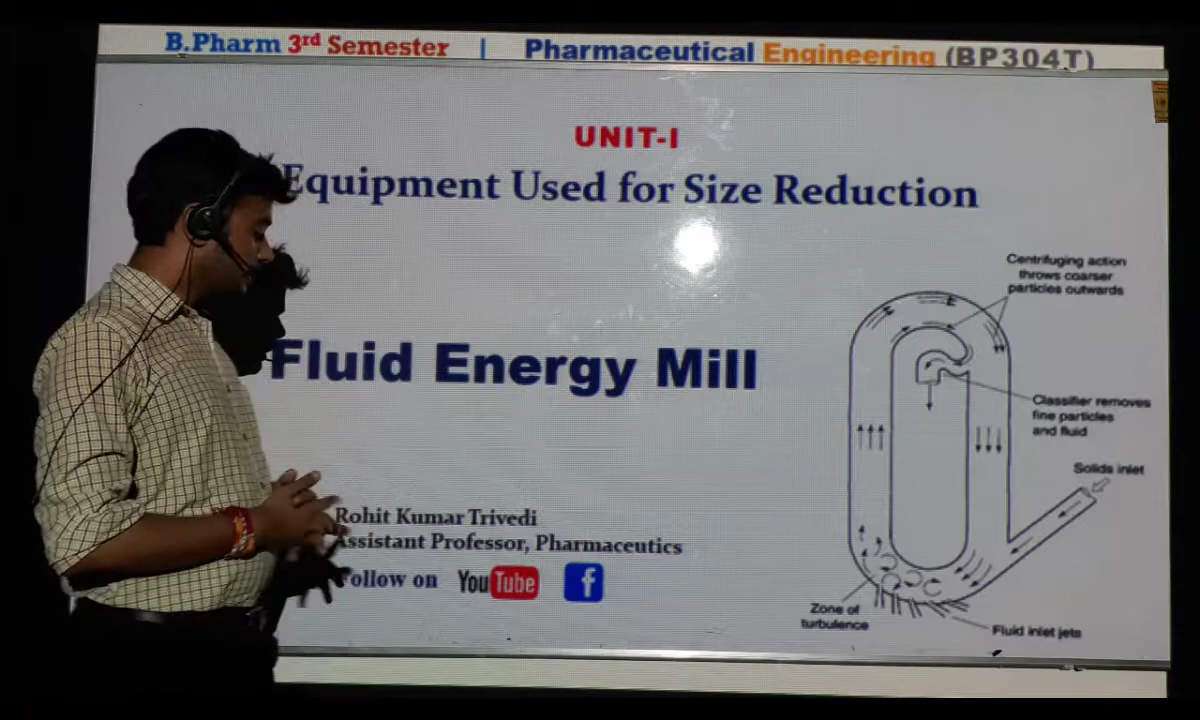 B.Pharm 3rd Semester | Pharmaceutical Engineering (BP304T)
UNIT-I
Equipment Used for Size Reduction
Fluid Energy Mill
Rohit Kumar Trivedi
Assistant Professor, Pharmaceutics
Follow on YouTube f
Centrifuging action
throws coarser
particles outwards
Classifier removes
fine particles
and fluid
Solids inlet
Zone of
turbulence
Fluid inlet jets